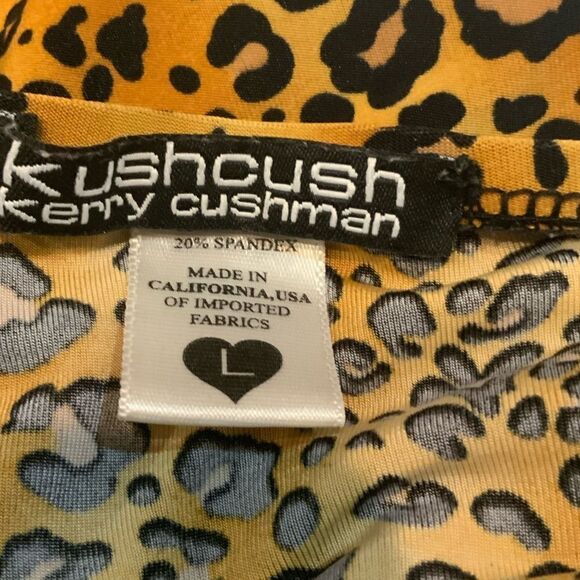 kushcush
kerry cushman
20% SPANDEX
MADE IN
CALIFORNIA,USA
OF IMPORTED
FABRICS
L